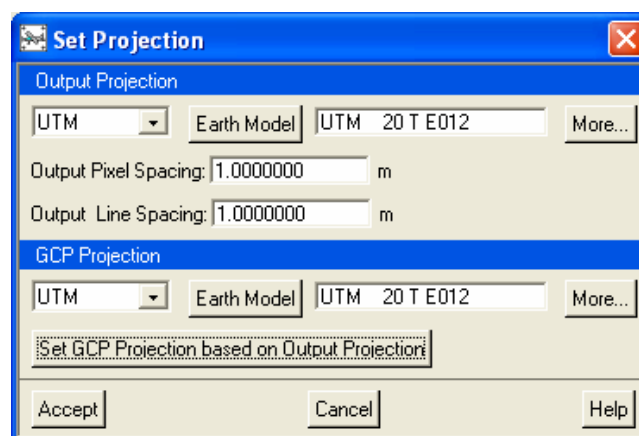 Set Projection
Output Projection
UTM Earth Model UTM 20 T E012 More...
Output Pixel Spacing: 1.0000000 m
Output Line Spacing: 1.0000000 m
GCP Projection
UTM Earth Model UTM 20 T E012 More...
Set GCP Projection based on Output Projection
Accept Cancel Help